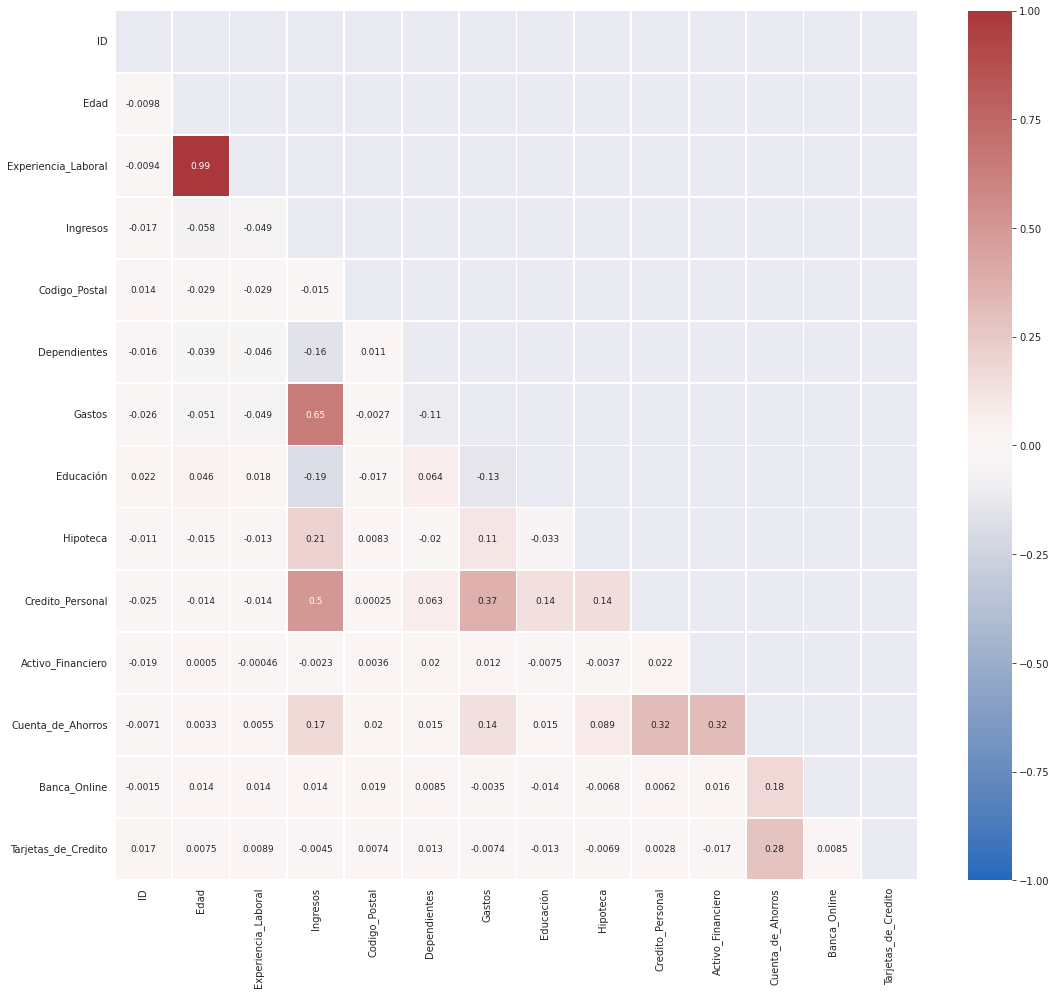 ID
Edad -0.0098
Experiencia_Laboral -0.0094 0.99
Ingresos -0.017 -0.058 -0.049
Codigo_Postal 0.014 -0.029 -0.029 -0.015
Dependientes -0.016 -0.039 -0.046 -0.16 0.011
Gastos -0.026 -0.051 -0.049 0.65 -0.0027 -0.11
Educación 0.022 0.046 0.018 -0.19 -0.017 0.064 -0.13
Hipoteca -0.011 -0.015 -0.013 0.21 0.0083 -0.02 0.11 -0.033
Credito_Personal -0.025 -0.014 -0.014 0.5 0.00025 0.063 0.37 0.14 0.14
Activo_Financiero -0.019 0.0005 -0.00046 -0.0023 0.0036 0.02 0.012 -0.0075 -0.0037 0.022
Cuenta_de_Ahorros -0.0071 0.0033 0.0055 0.17 0.02 0.015 0.14 0.015 0.089 0.32 0.32
Banca_Online -0.0015 0.014 0.014 0.014 0.019 0.0085 -0.0035 -0.014 -0.0068 0.0062 0.016 0.18
Tarjetas_de_Credito 0.017 0.0075 0.0089 -0.0045 0.0074 0.013 -0.0074 -0.013 -0.0069 0.0028 -0.017 0.28 0.0085
ID
Edad
Experiencia_Laboral
Ingresos
Codigo_Postal
Dependientes
Gastos
Educación
Hipoteca
Credito_Personal
Activo_Financiero
Cuenta_de_Ahorros
Banca_Online
Tarjetas_de_Credito
1.00
0.75
0.50
0.25
0.00
−0.25
−0.50
−0.75
−1.00